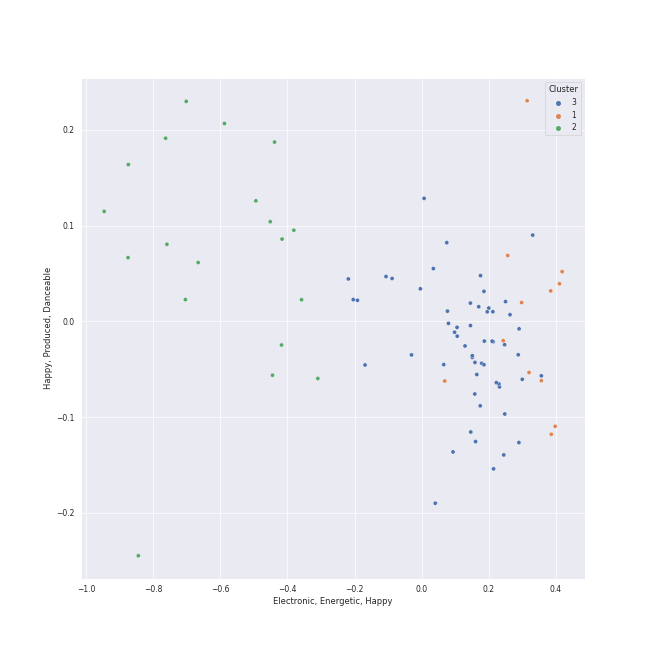 Cluster
3
1
2
0.2
0.1
0.0
−0.1
−0.2
Happy, Produced, Danceable
−1.0 −0.8 −0.6 −0.4 −0.2 0.0 0.2 0.4
Electronic, Energetic, Happy